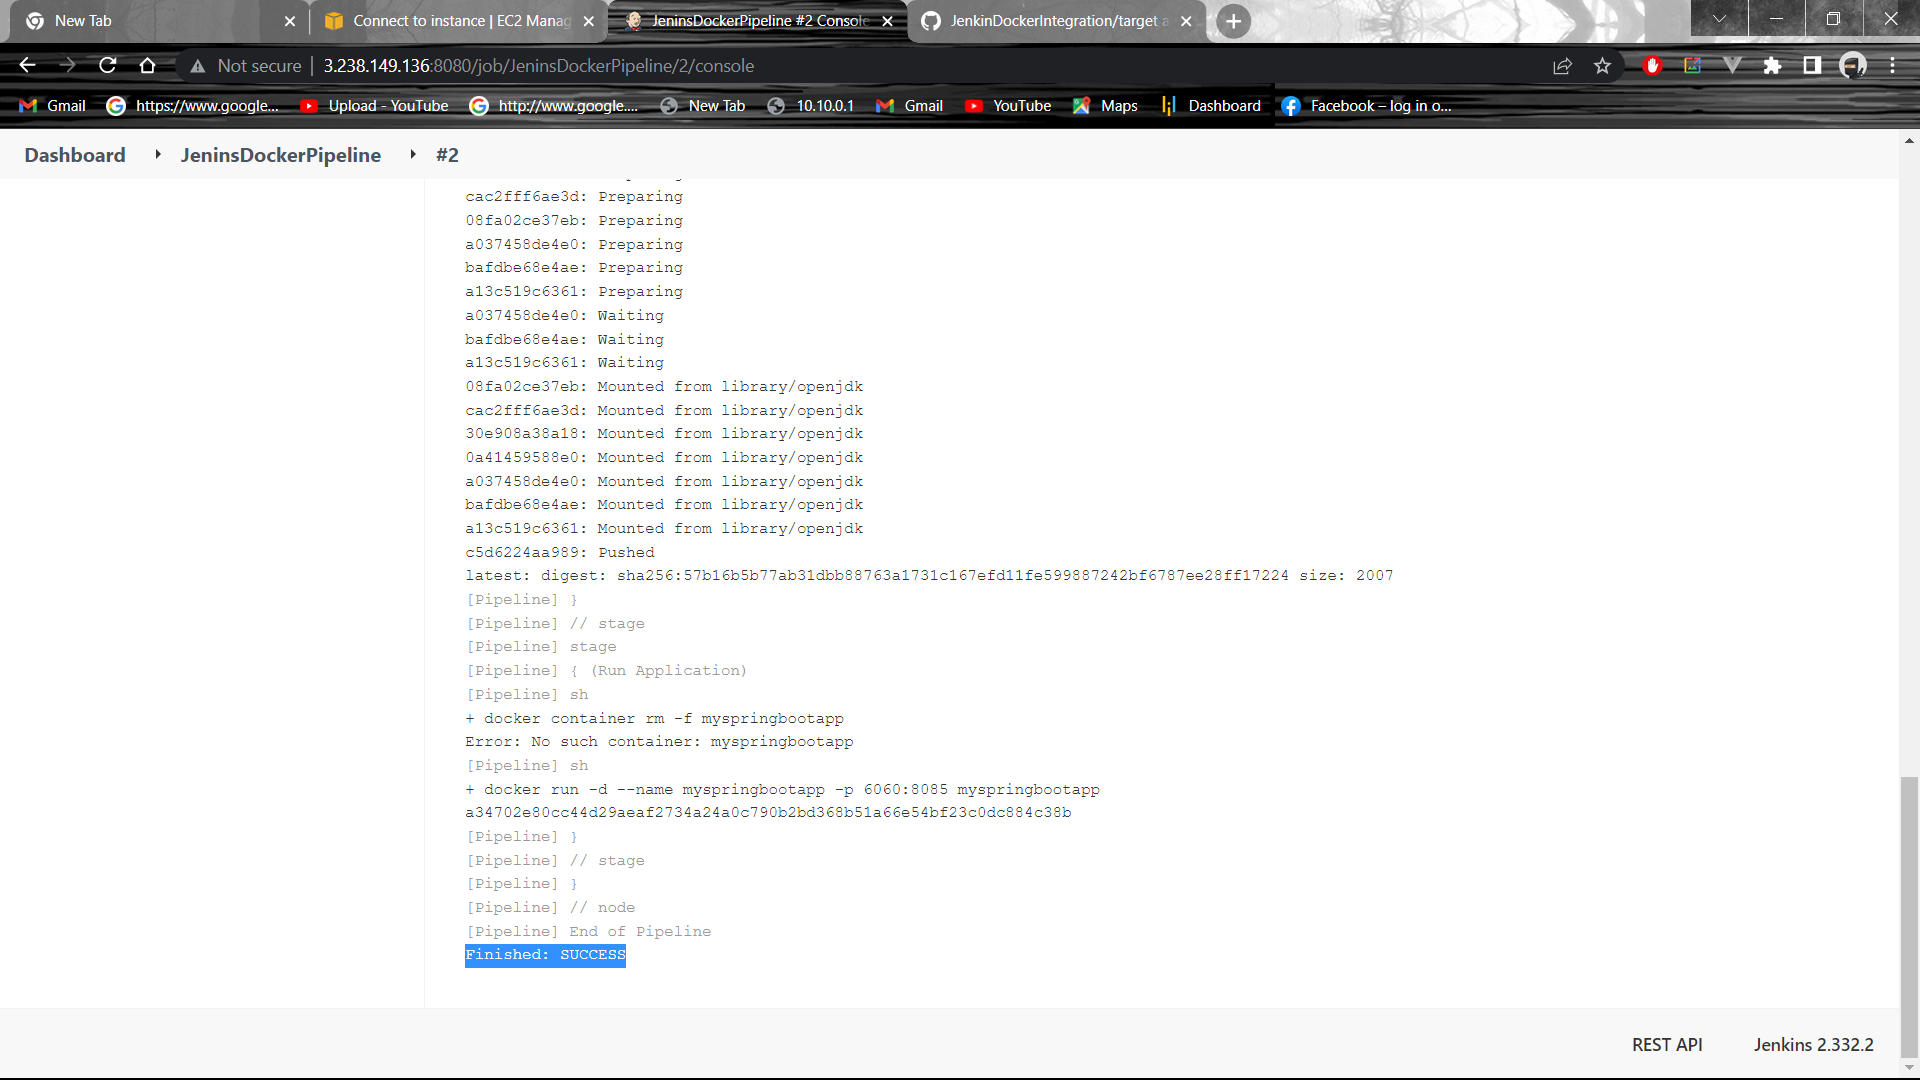 New Tab
Connect to instance | EC2 Manag
JeninsDockerPipeline #2 Console
JenkinDockerIntegration/target a
Not secure
3.238.149.136:8080/job/JeninsDockerPipeline/2/console
Gmail
https://www.google...
Upload - YouTube
http://www.google....
New Tab
10.10.0.1
Gmail
YouTube
Maps
Dashboard
Facebook – log in o...
Dashboard
JeninsDockerPipeline
#2
cac2fff6ae3d: Preparing
08fa02ce37eb: Preparing
a037458de4e0: Preparing
bafdbe68e4ae: Preparing
a13c519c6361: Preparing
a037458de4e0: Waiting
bafdbe68e4ae: Waiting
a13c519c6361: Waiting
08fa02ce37eb: Mounted from library/openjdk
cac2fff6ae3d: Mounted from library/openjdk
30e908a38a18: Mounted from library/openjdk
0a41459588e0: Mounted from library/openjdk
a037458de4e0: Mounted from library/openjdk
bafdbe68e4ae: Mounted from library/openjdk
a13c519c6361: Mounted from library/openjdk
c5d6224aa989: Pushed
latest: digest: sha256:57b16b5b77ab31dbb88763a1731c167efd11fe599887242bf6787ee28ff17224 size: 2007
[Pipeline] }
[Pipeline] // stage
[Pipeline] stage
[Pipeline] { (Run Application)
[Pipeline] sh
+ docker container rm -f myspringbootapp
Error: No such container: myspringbootapp
[Pipeline] sh
+ docker run -d --name myspringbootapp -p 6060:8085 myspringbootapp
a34702e80cc44d29aeaf2734a24a0c790b2bd368b51a66e54bf23c0dc884c38b
[Pipeline] }
[Pipeline] // stage
[Pipeline] }
[Pipeline] // node
[Pipeline] End of Pipeline
Finished: SUCCESS
REST API
Jenkins 2.332.2